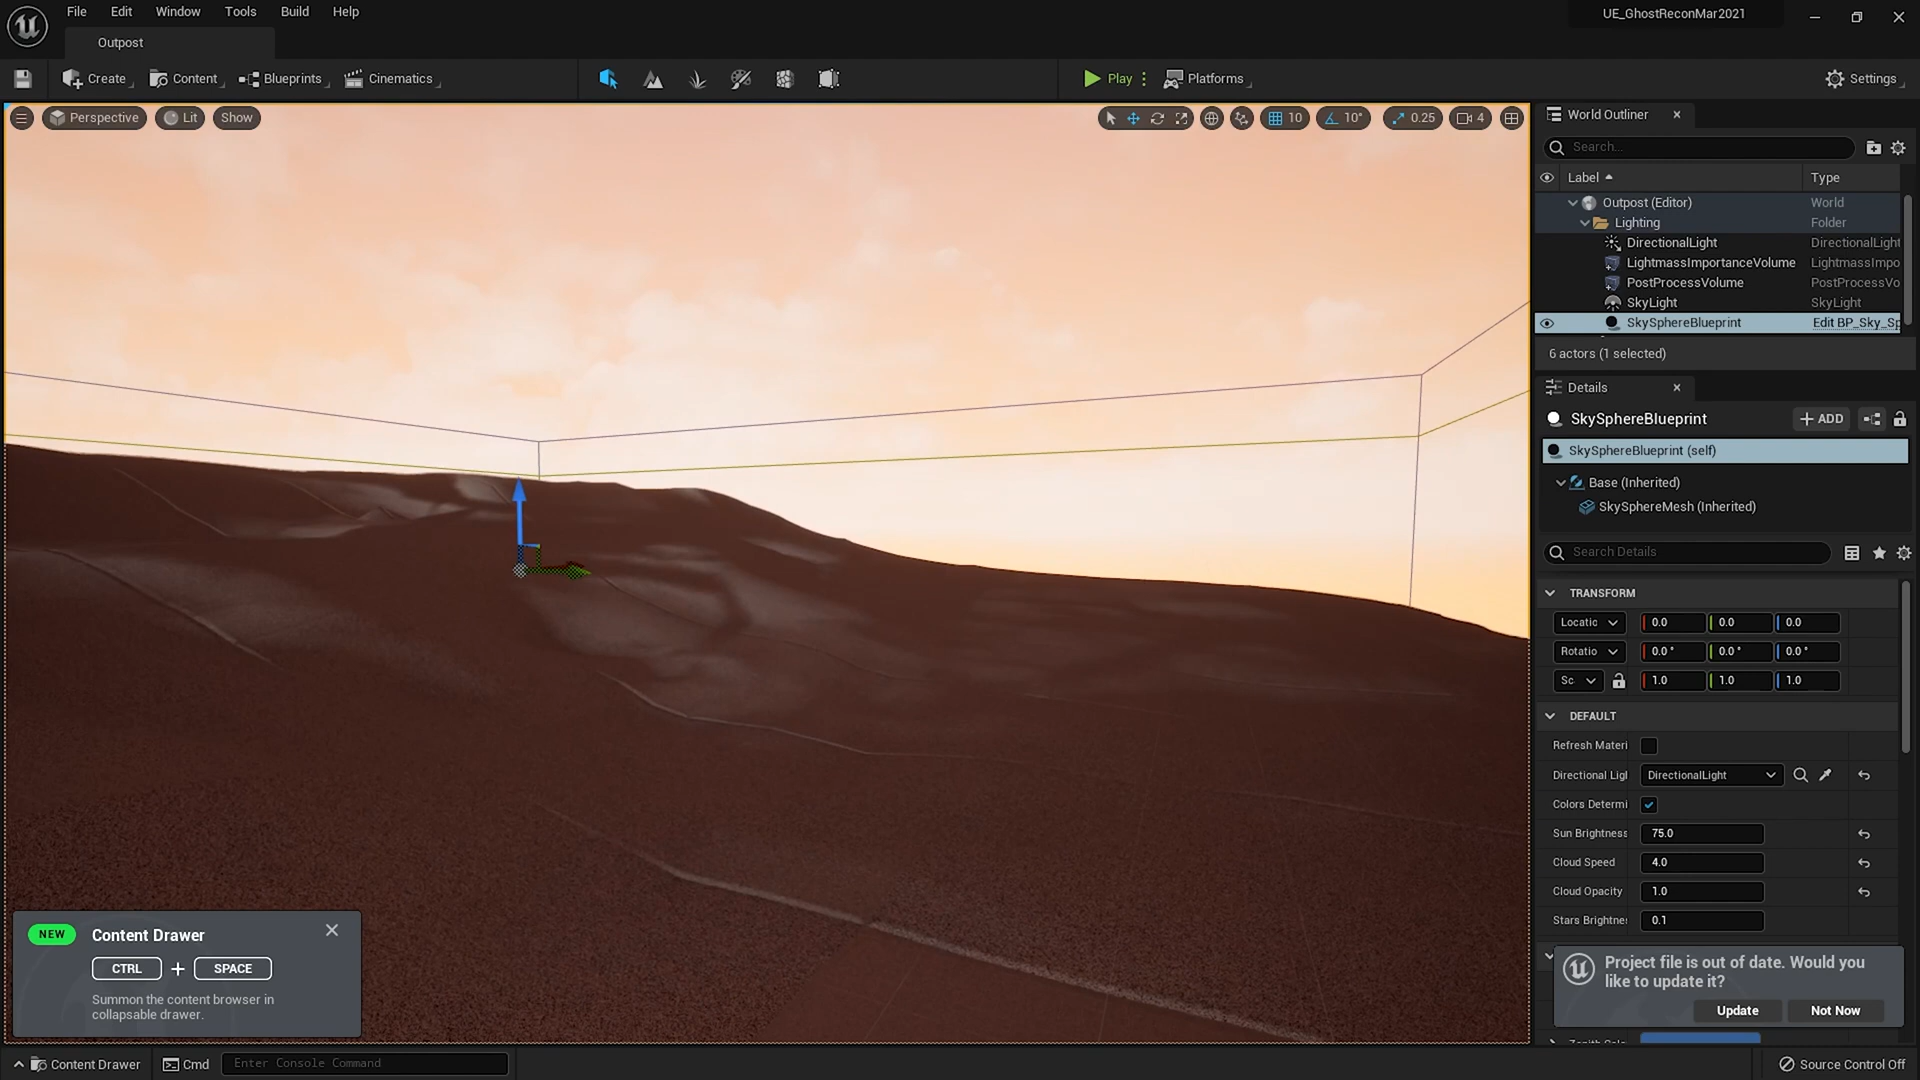 File Edit Window Tools Build Help
UE_GhostReconMar2021
Outpost
Create Content Blueprints Cinematics
Play Platforms
Settings
Perspective Lit Show
10 10° 0.25 4
World Outliner
Search...
Label Type
Outpost (Editor) World
Lighting Folder
DirectionalLight DirectionalLight
LightmassImportanceVolume LightmassImpo
PostProcessVolume PostProcessVo
SkyLight SkyLight
SkySphereBlueprint Edit BP_Sky_Sp
6 actors (1 selected)
Details
SkySphereBlueprint
ADD
SkySphereBlueprint (self)
Base (Inherited)
SkySphereMesh (Inherited)
Search Details
TRANSFORM
Locatic 0.0 0.0 0.0
Rotatio 0.0 ° 0.0 ° 0.0 °
Sc 1.0 1.0 1.0
DEFAULT
Refresh Materi
Directional Ligl DirectionalLight
Colors Determi
Sun Brightness 75.0
Cloud Speed 4.0
Cloud Opacity 1.0
Stars Brightnes 0.1
NEW Content Drawer
CTRL + SPACE
Summon the content browser in
collapsable drawer.
Project file is out of date. Would you
like to update it?
Update Not Now
Content Drawer Cmd Enter Console Command
Source Control Off